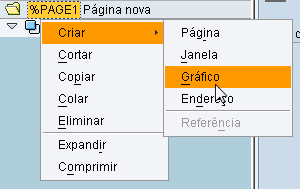 %PAGE1 Página nova
Criar
Cortar
Copiar
Colar
Eliminar
Expandir
Comprimir
Página
Janela
Gráfico
Endereço
Referência